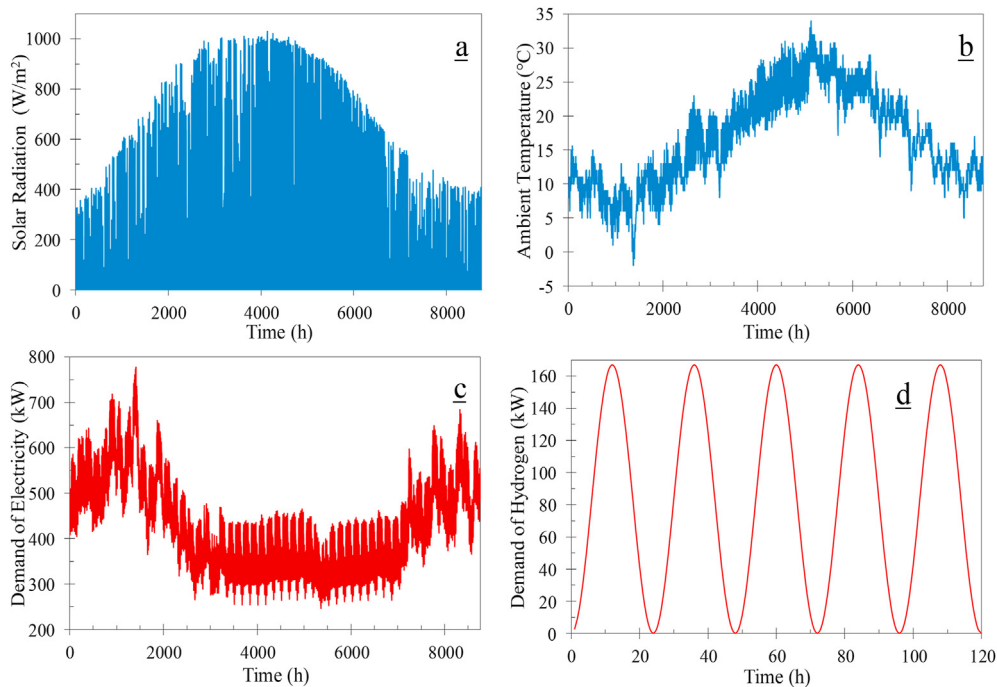 a
Solar Radiation (W/m²)
1000
800
600
400
200
0
0 2000 4000 6000 8000
Time (h)
b
Ambient Temperature (°C)
35
30
25
20
15
10
5
0
-5
0 2000 4000 6000 8000
Time (h)
c
Demand of Electricity (kW)
800
700
600
500
400
300
200
0 2000 4000 6000 8000
Time (h)
d
Demand of Hydrogen (kW)
160
140
120
100
80
60
40
20
0
0 20 40 60 80 100 120
Time (h)